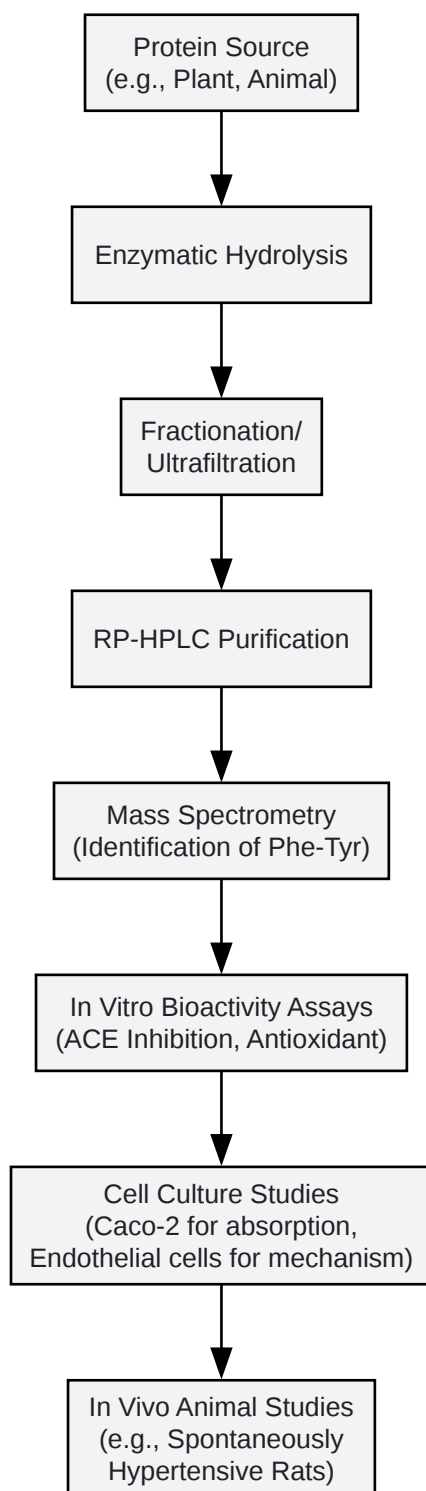 Protein Source
(e.g., Plant, Animal)
Enzymatic Hydrolysis
Fractionation/
Ultrafiltration
RP-HPLC Purification
Mass Spectrometry
(Identification of Phe-Tyr)
In Vitro Bioactivity Assays
(ACE Inhibition, Antioxidant)
Cell Culture Studies
(Caco-2 for absorption,
Endothelial cells for mechanism)
In Vivo Animal Studies
(e.g., Spontaneously
Hypertensive Rats)